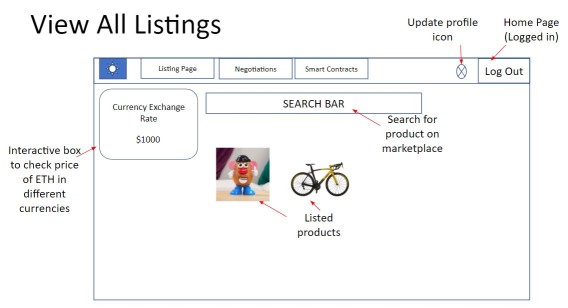 View All Listings
Update profile
icon
Home Page
(Logged in)
Listing Page
Negotiations
Smart Contracts
Log Out
Currency Exchange
Rate
$1000
SEARCH BAR
Search for
product on
marketplace
Interactive box
to check price
of ETH in
different
currencies
Listed
products